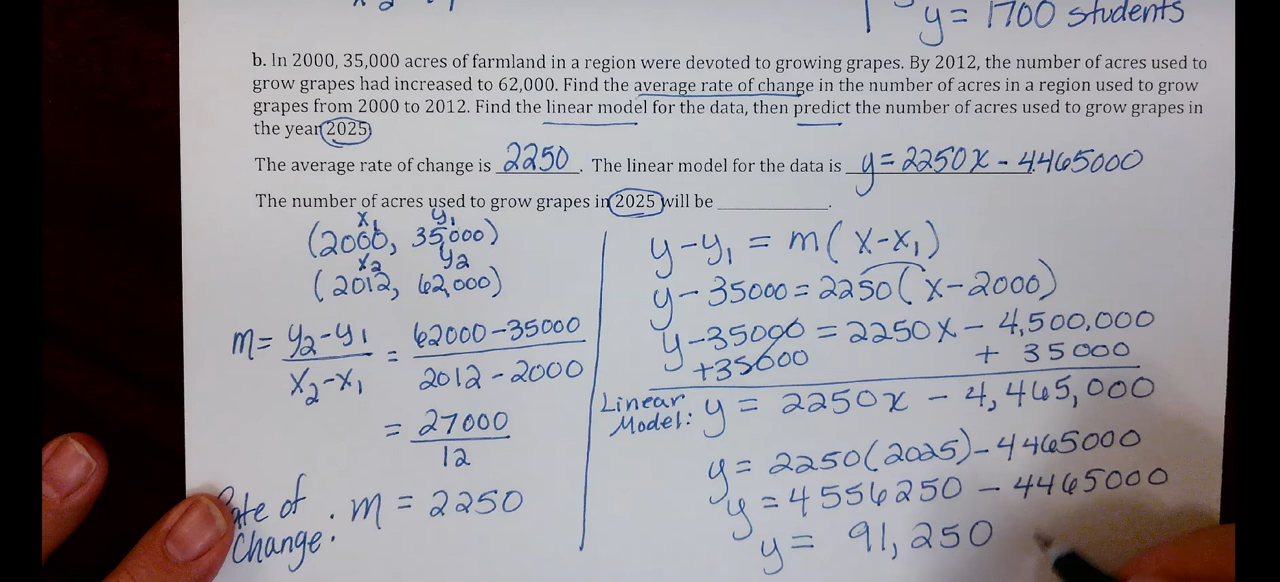 y = 1700 students
b. In 2000, 35,000 acres of farmland in a region were devoted to growing grapes. By 2012, the number of acres used to
grow grapes had increased to 62,000. Find the average rate of change in the number of acres in a region used to grow
grapes from 2000 to 2012. Find the linear model for the data, then predict the number of acres used to grow grapes in
the year 2025
The average rate of change is 2250. The linear model for the data is y = 2250x - 4465000
The number of acres used to grow grapes in 2025 will be ____________.
x₁ y₁
(2000, 35,000)
x₂ y₂
(2012, 62,000)
m = y₂-y₁ / x₂-x₁ = 62000-35000 / 2012-2000
= 27000 / 12
Rate of Change: m = 2250
y-y₁ = m(x-x₁)
y-35000 = 2250(x-2000)
y-35000 = 2250x - 4,500,000
+35000 + 35000
Linear Model: y = 2250x - 4,465,000
y = 2250(2025)-4465000
y = 4556250 - 4465000
y = 91,250